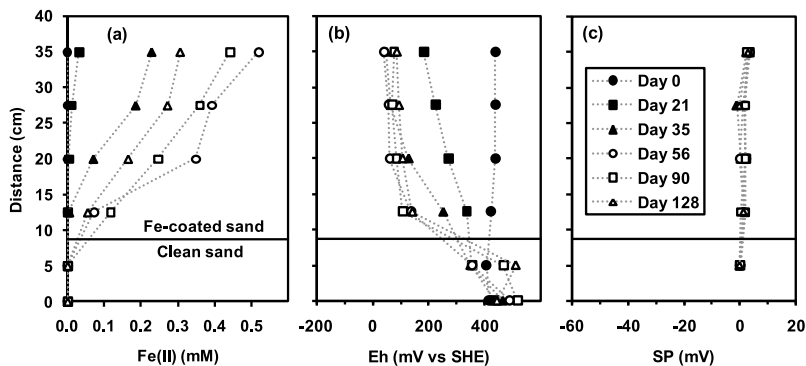 (a)
(b)
(c)
40
35
30
25
20
15
10
5
0
Distance (cm)
Fe-coated sand
Clean sand
0.0 0.1 0.2 0.3 0.4 0.5
Fe(II) (mM)
-200 0 200 400
Eh (mV vs SHE)
Day 0
Day 21
Day 35
Day 56
Day 90
Day 128
-60 -40 -20 0 20
SP (mV)